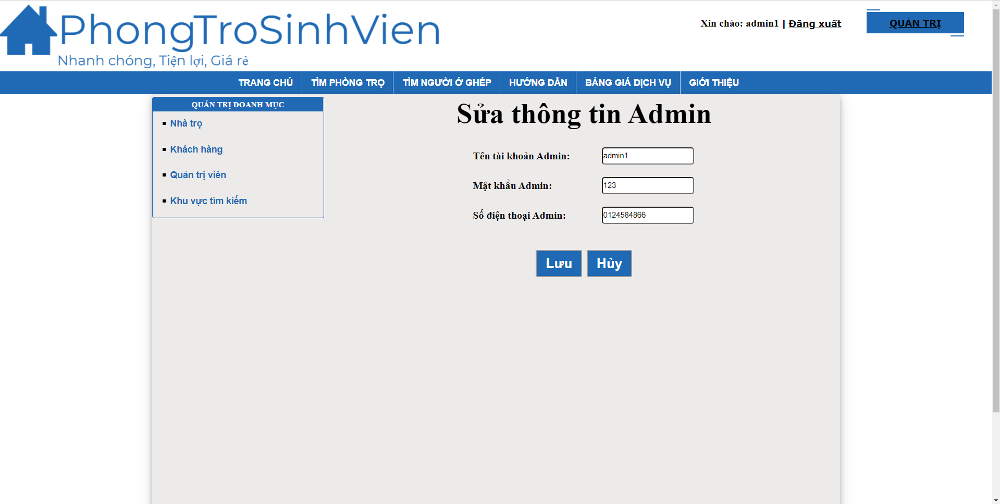 PhongTroSinhVien
Nhanh chóng, Tiện lợi, Giá rẻ
Xin chào: admin1 | Đăng xuất
QUẢN TRỊ
TRANG CHỦ
TÌM PHÒNG TRỌ
TÌM NGƯỜI Ở GHÉP
HƯỚNG DẪN
BẢNG GIÁ DỊCH VỤ
GIỚI THIỆU
QUẢN TRỊ DOANH MỤC
Nhà trọ
Khách hàng
Quản trị viên
Khu vực tìm kiếm
Sửa thông tin Admin
Tên tài khoản Admin: admin1
Mật khẩu Admin: 123
Số điện thoại Admin: 0124584866
Lưu
Hủy